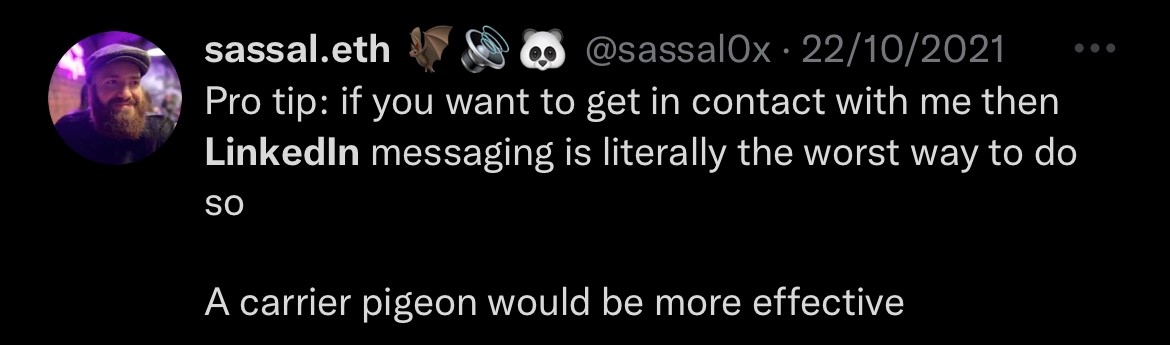 sassal.eth 🦇🔊🐼 @sassal0x · 22/10/2021
Pro tip: if you want to get in contact with me then
LinkedIn messaging is literally the worst way to do
so
A carrier pigeon would be more effective